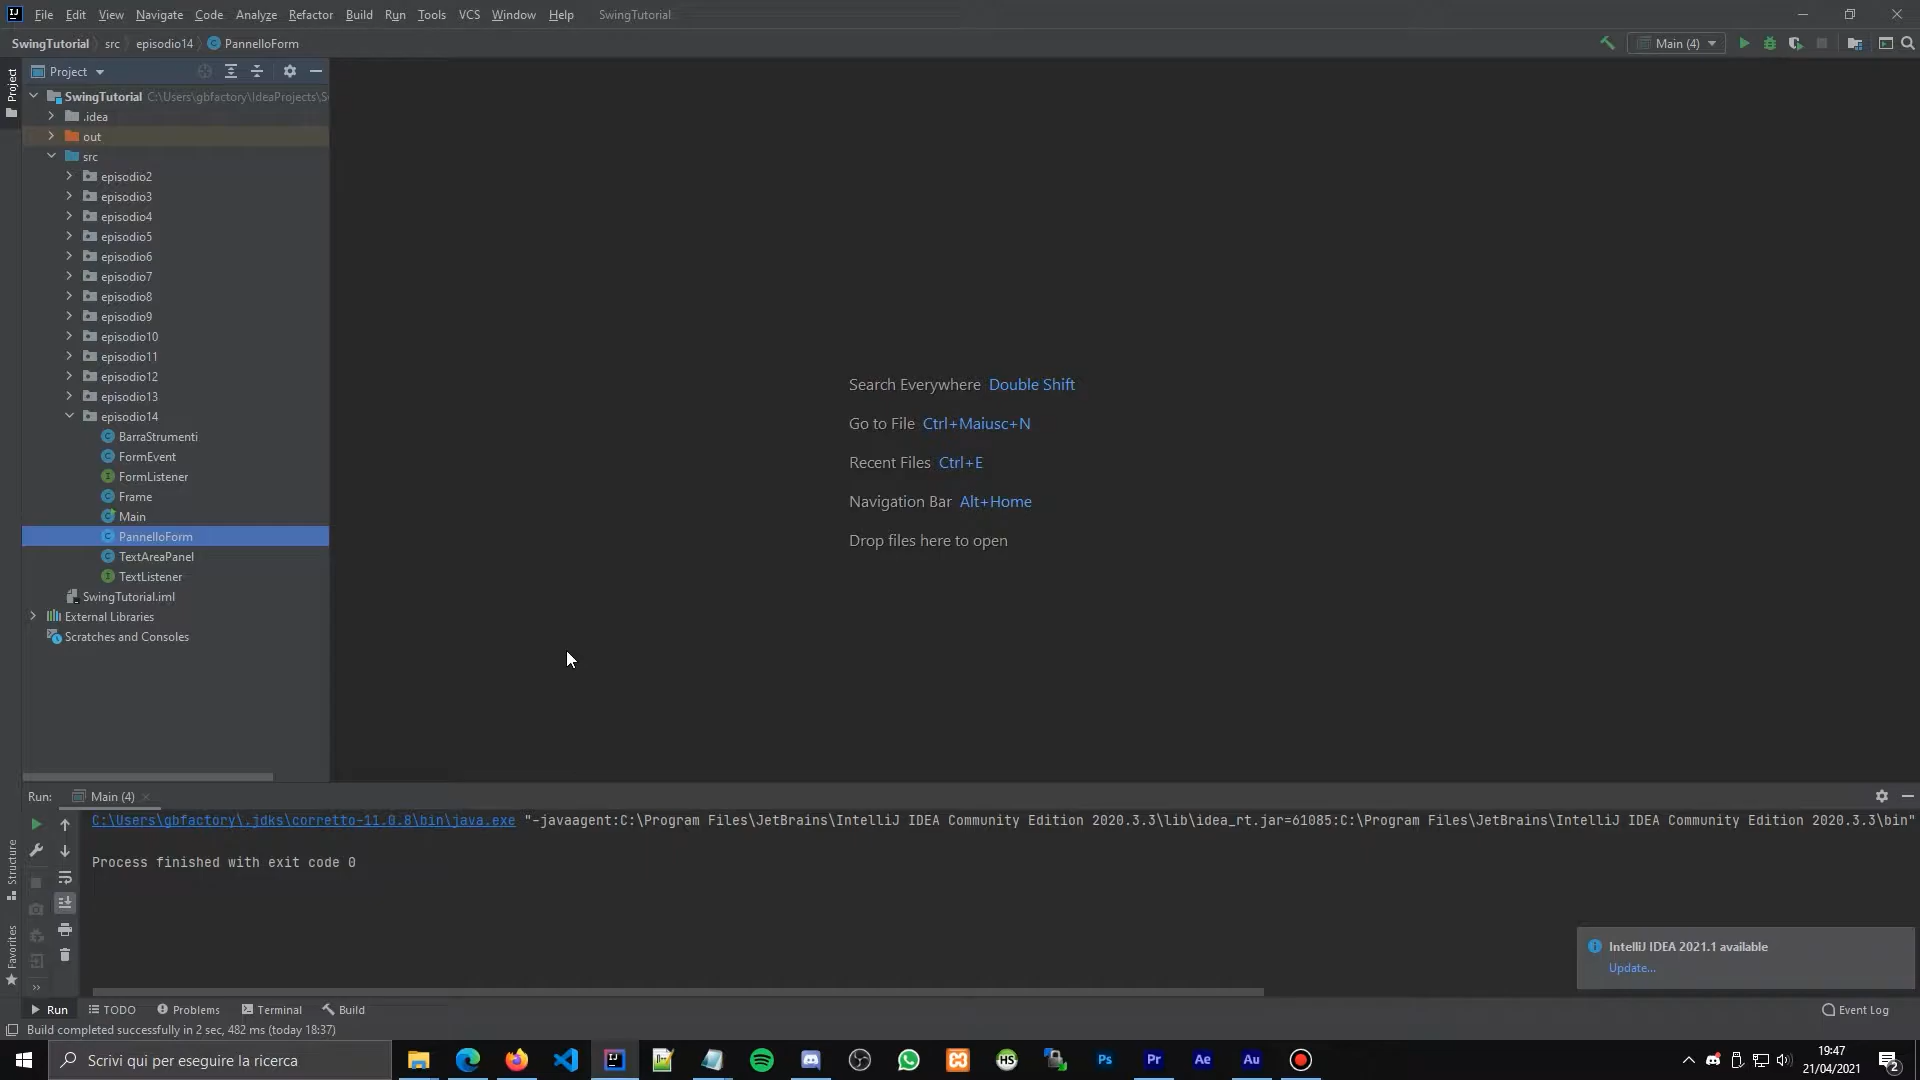 File Edit View Navigate Code Analyze Refactor Build Run Tools VCS Window Help SwingTutorial
SwingTutorial src episodio14 PannelloForm
Main (4)
Project
Project
SwingTutorial C:\Users\gbfactory\IdeaProjects\S
.idea
out
src
episodio2
episodio3
episodio4
episodio5
episodio6
episodio7
episodio8
episodio9
episodio10
episodio11
episodio12
episodio13
episodio14
BarraStrumenti
FormEvent
FormListener
Frame
Main
PannelloForm
TextAreaPanel
TextListener
SwingTutorial.iml
External Libraries
Scratches and Consoles
Search Everywhere Double Shift
Go to File Ctrl+Maiusc+N
Recent Files Ctrl+E
Navigation Bar Alt+Home
Drop files here to open
Run: Main (4)
C:\Users\gbfactory\.jdks\corretto-11.0.8\bin\java.exe "-javaagent:C:\Program Files\JetBrains\IntelliJ IDEA Community Edition 2020.3.3\lib\idea_rt.jar=61085:C:\Program Files\JetBrains\IntelliJ IDEA Community Edition 2020.3.3\bin"
Process finished with exit code 0
Structure
Favorites
IntelliJ IDEA 2021.1 available
Update...
Run TODO Problems Terminal Build Event Log
Build completed successfully in 2 sec, 482 ms (today 18:37)
Scrivi qui per eseguire la ricerca
Ps Pr Ae Au
19:47
21/04/2021
2